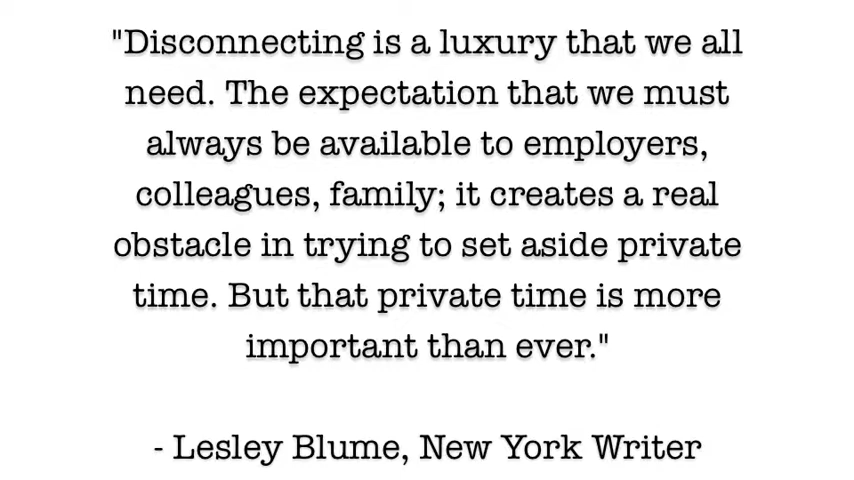 "Disconnecting is a luxury that we all
need. The expectation that we must
always be available to employers,
colleagues, family; it creates a real
obstacle in trying to set aside private
time. But that private time is more
important than ever."
- Lesley Blume, New York Writer